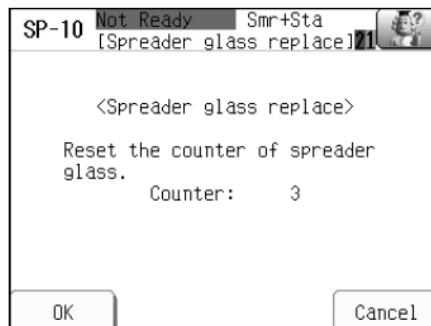 SP-10 Not Ready Smr+Sta
[Spreader glass replace] 21
<Spreader glass replace>
Reset the counter of spreader
glass.
Counter: 3
OK Cancel